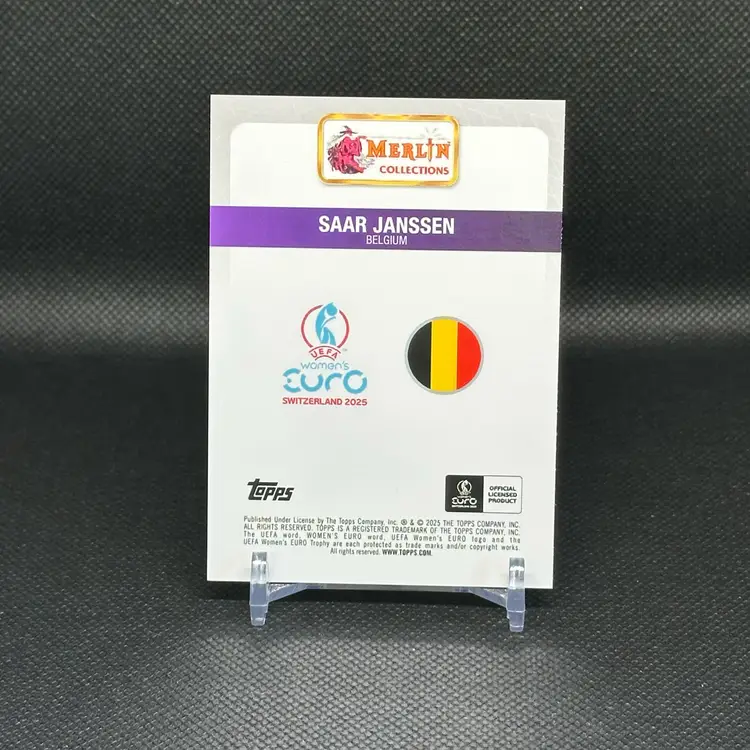 MERLIN
COLLECTIONS
SAAR JANSSEN
BELGIUM
UEFA
women's
EURO
SWITZERLAND 2025
Topps
EURO
OFFICIAL
LICENSED
PRODUCT
Published Under License by The Topps Company, Inc. ® & © 2025 THE TOPPS COMPANY, INC.
ALL RIGHTS RESERVED. TOPPS IS A REGISTERED TRADEMARK OF THE TOPPS COMPANY, INC.
The UEFA word, WOMEN'S EURO word, UEFA Women's EURO logo and the
UEFA Women's EURO Trophy are each protected as trade marks and/or copyright works.
All rights reserved. WWW.TOPPS.COM